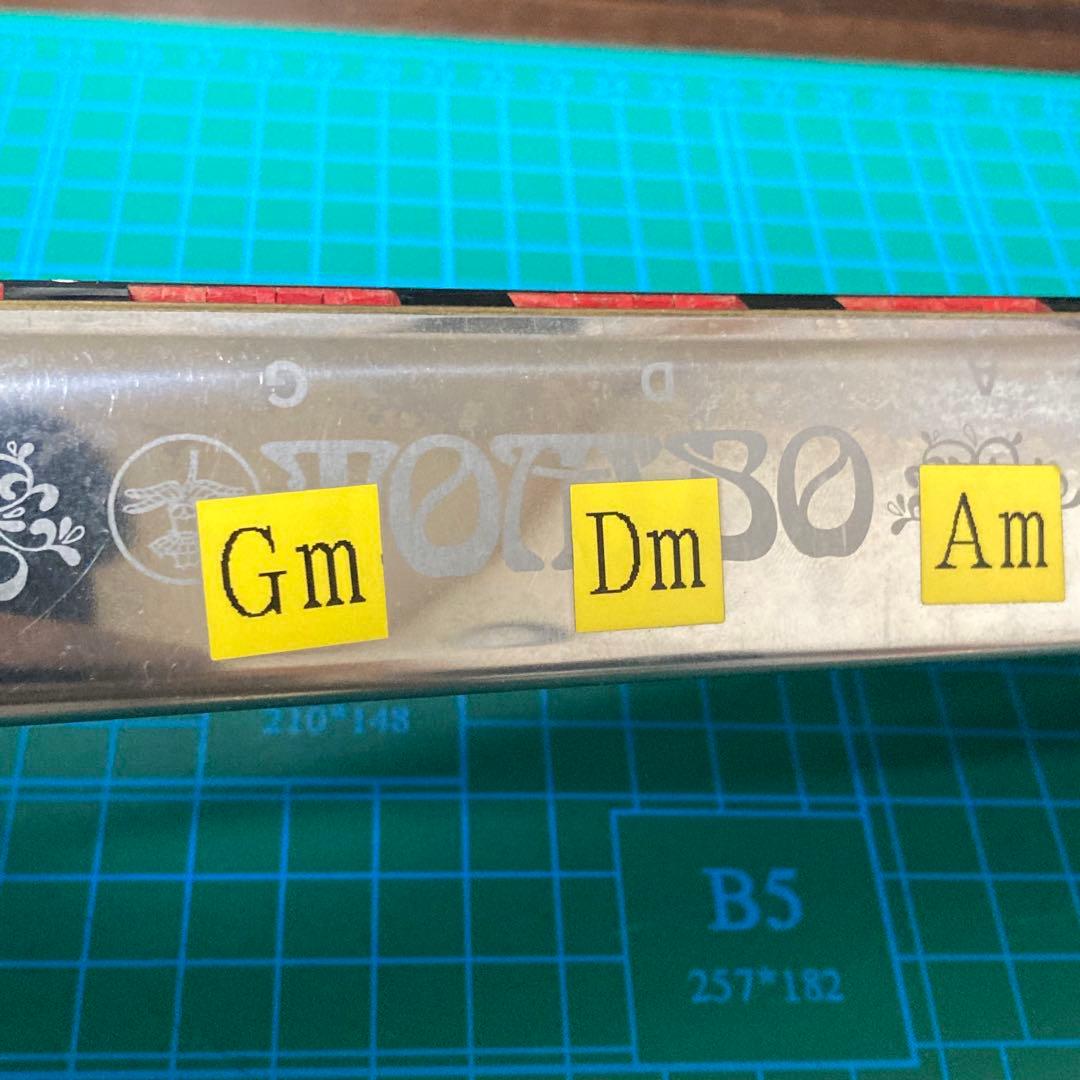 G D A
TOMBO
Gm Dm Am
210*148
B5
257*182